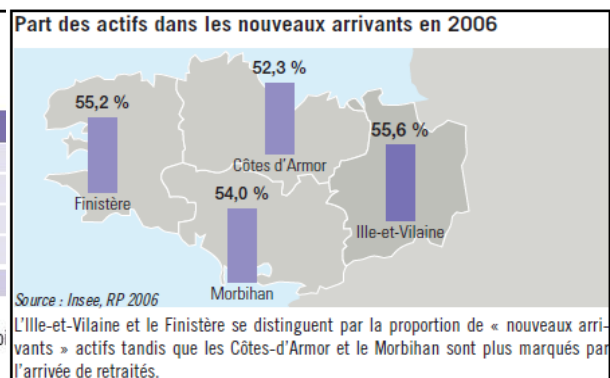 Part des actifs dans les nouveaux arrivants en 2006
52,3 %
55,2 %
55,6 %
Côtes d'Armor
54,0 %
Finistère
Ille-et-Vilaine
Morbihan
Source : Insee, RP 2006
L'Ille-et-Vilaine et le Finistère se distinguent par la proportion de « nouveaux arri-
vants » actifs tandis que les Côtes-d'Armor et le Morbihan sont plus marqués par
l'arrivée de retraités.